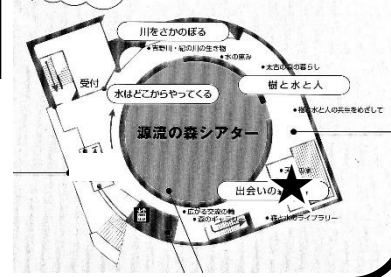 川をさかのぼる
•吉野川・紀の川の生き物
•水の恵み
•太古の森の暮らし
受付
樹と水と人
水はどこからやってくる
•樹と水と人の共生をめざして
源流の森シアター
出会いの
•広がる交流の輪
•森のギャラリー
•森と水のライブラリー